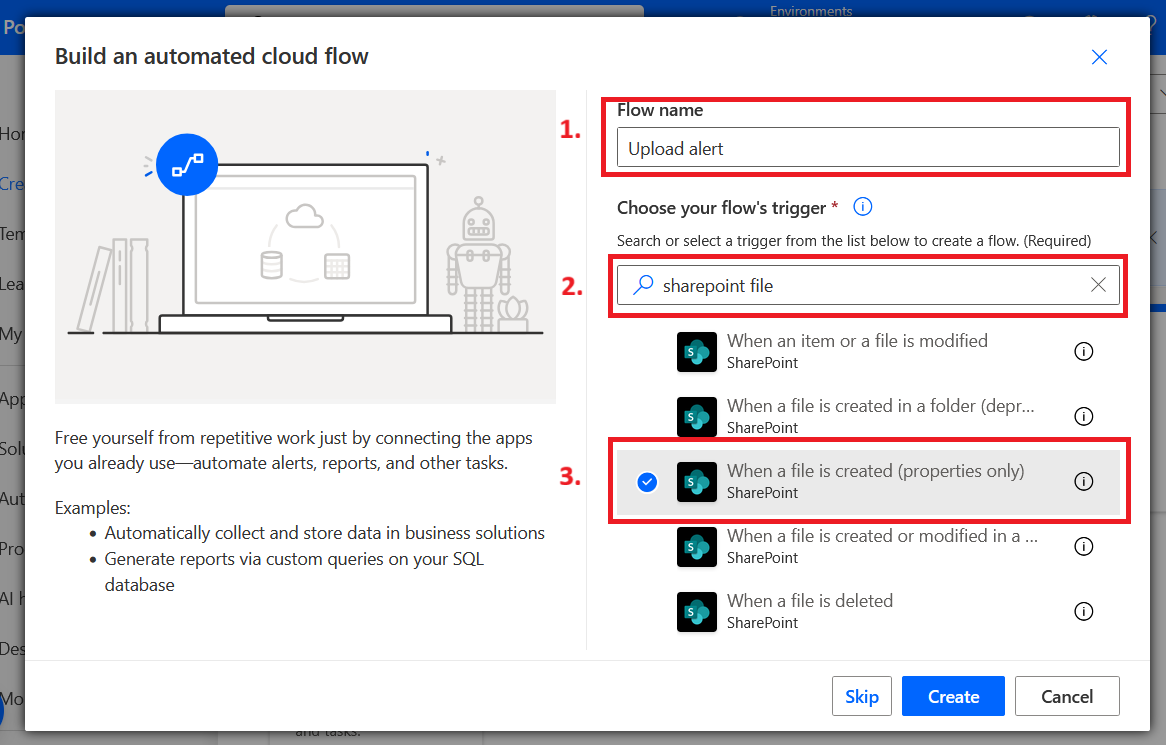 Environments
Build an automated cloud flow
1.
Flow name
Upload alert
Choose your flow's trigger *
Search or select a trigger from the list below to create a flow. (Required)
2.
sharepoint file
When an item or a file is modified
SharePoint
When a file is created in a folder (depr...
SharePoint
3.
When a file is created (properties only)
SharePoint
When a file is created or modified in a ...
SharePoint
When a file is deleted
SharePoint
Free yourself from repetitive work just by connecting the apps
you already use—automate alerts, reports, and other tasks.
Examples:
• Automatically collect and store data in business solutions
• Generate reports via custom queries on your SQL
database
Skip
Create
Cancel
and tasks.